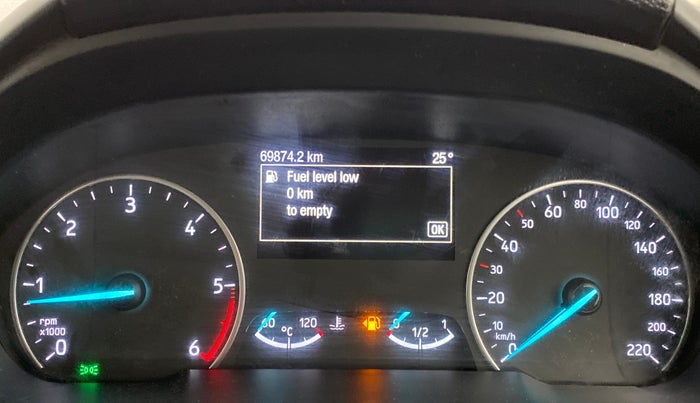 69874.2 km 25°
Fuel level low
0 km
to empty
OK
0 1 2 3 4 5 6
rpm
x1000
60 °C 120
0 1/2 1
0 10 20 30 40 50 60 80 100 120 140 160 180 200 220
km/h